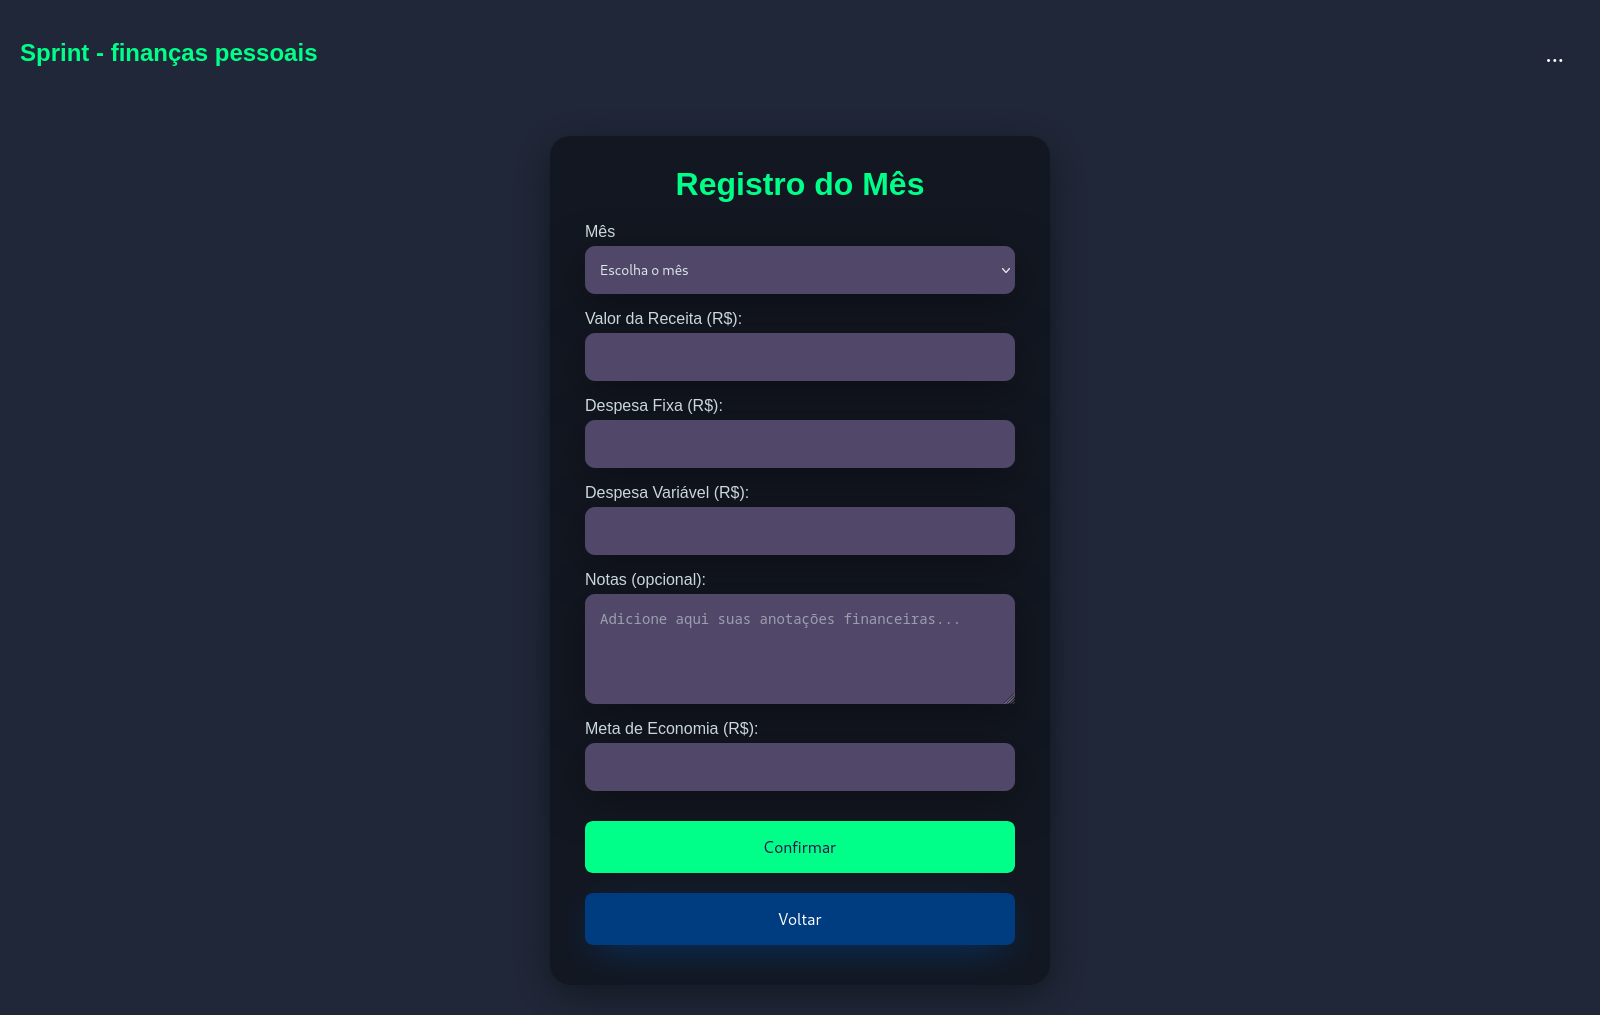 Sprint - finanças pessoais
...
Registro do Mês
Mês
Escolha o mês
Valor da Receita (R$):
Despesa Fixa (R$):
Despesa Variável (R$):
Notas (opcional):
Adicione aqui suas anotações financeiras...
Meta de Economia (R$):
Confirmar
Voltar